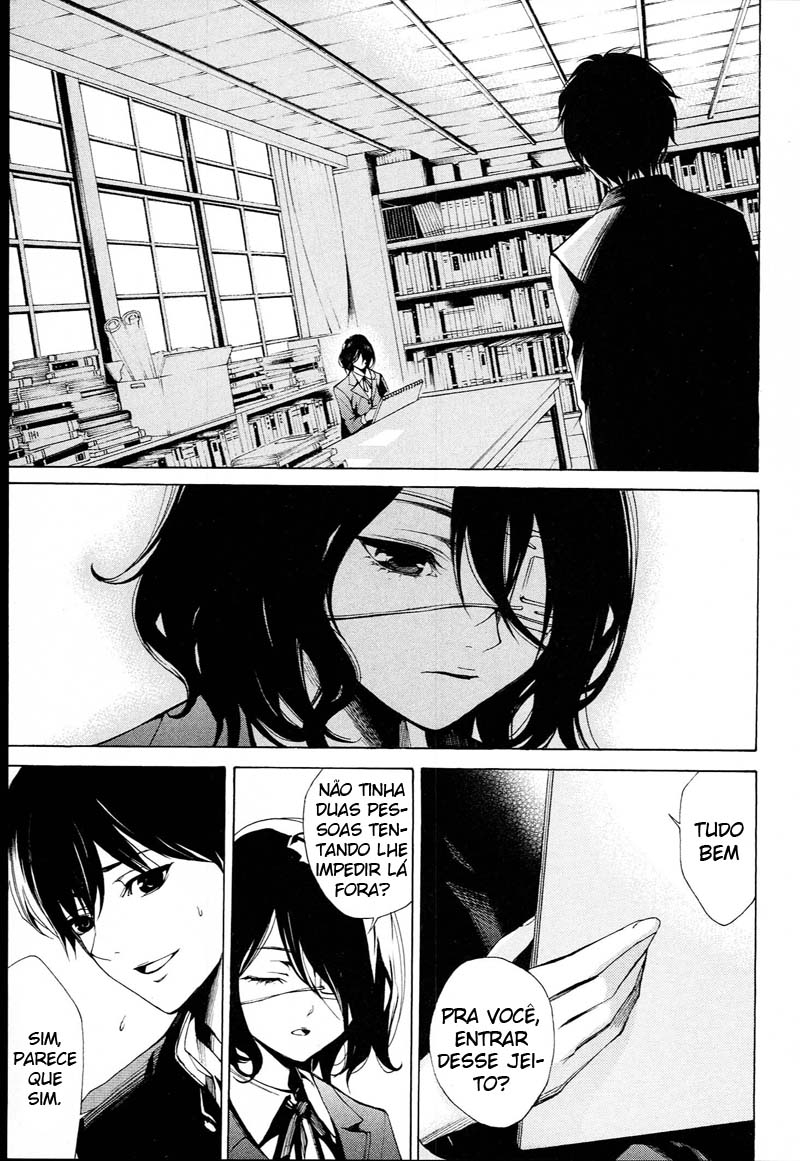 TUDO
BEM
PRA VOCÊ,
ENTRAR
DESSE JEI-
TO?
NÃO TINHA
DUAS PES-
SOAS TEN-
TANDO LHE
IMPEDIR LÁ
FORA?
SIM,
PARECE
QUE
SIM.